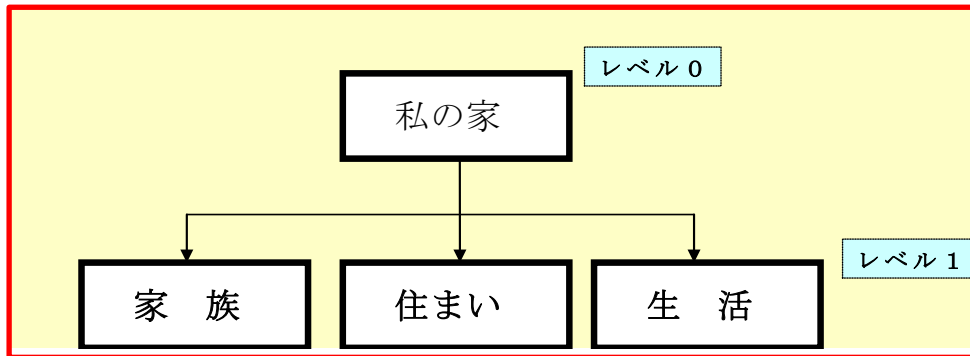 レベル０
私の家
レベル１
家　族
住まい
生　活